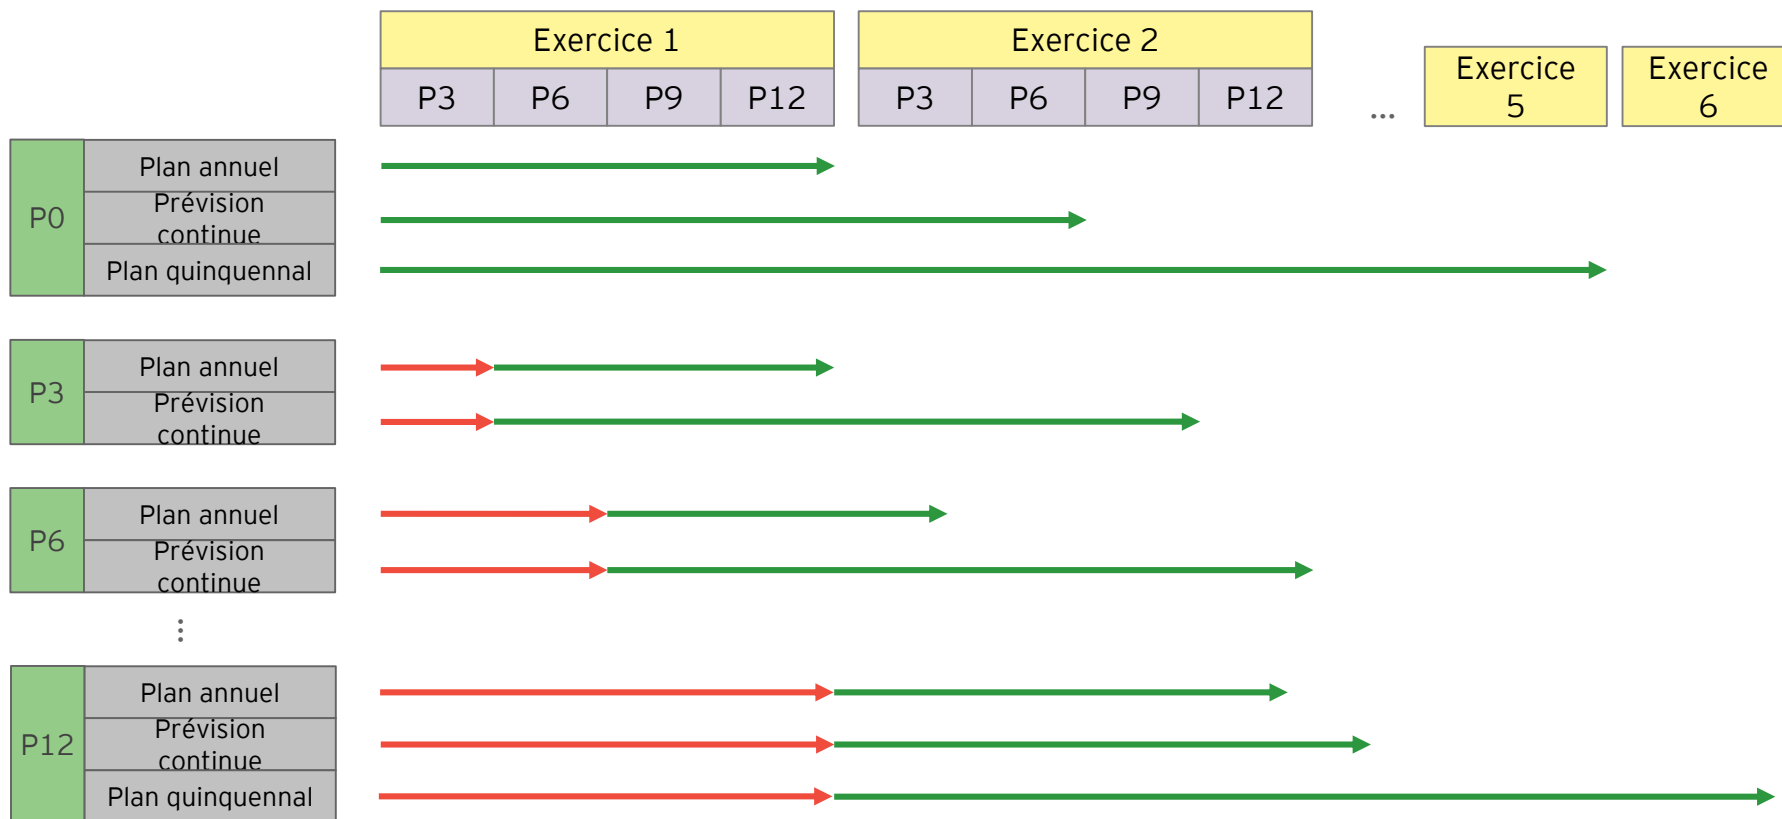 Exercice 1
Exercice 2
P3 P6 P9 P12
P3 P6 P9 P12
...
Exercice
5
Exercice
6
P0
Plan annuel
Prévision
continue
Plan quinquennal
P3
Plan annuel
Prévision
continue
P6
Plan annuel
Prévision
continue
...
P12
Plan annuel
Prévision
continue
Plan quinquennal